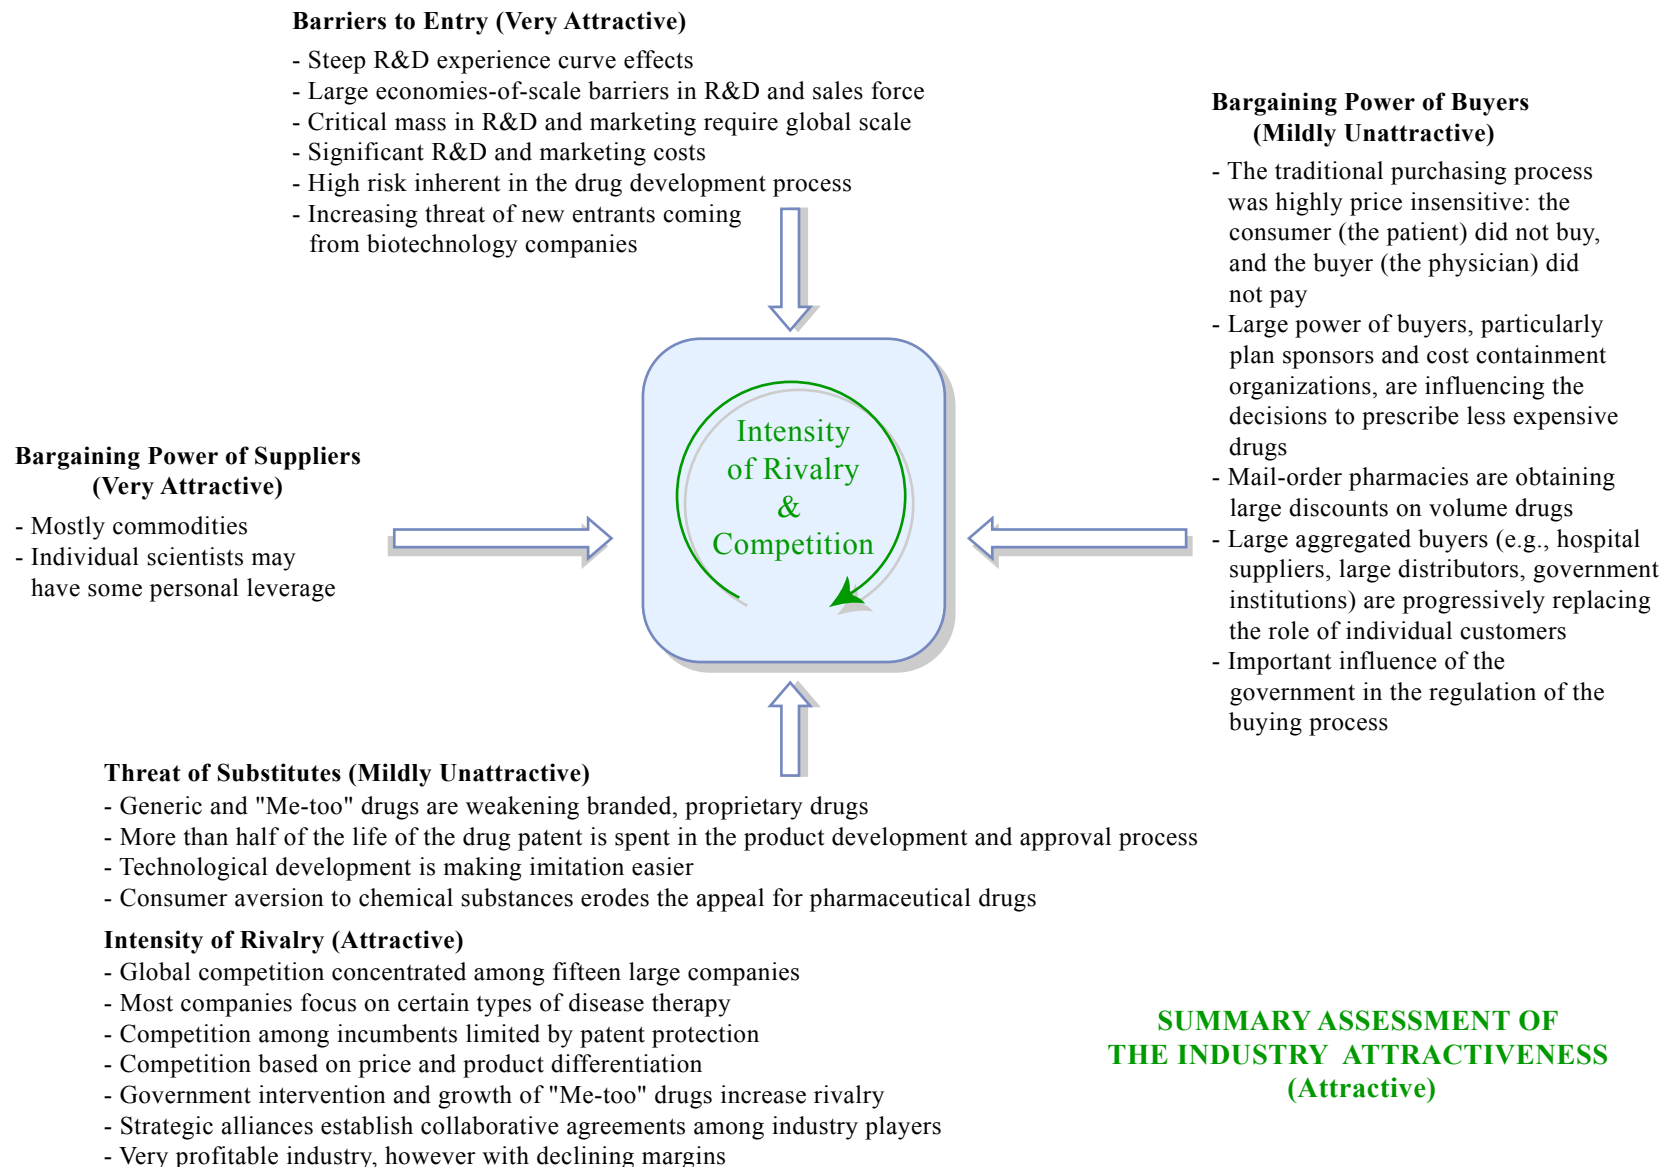 Barriers to Entry (Very Attractive)
- Steep R&D experience curve effects
- Large economies-of-scale barriers in R&D and sales force
- Critical mass in R&D and marketing require global scale
- Significant R&D and marketing costs
- High risk inherent in the drug development process
- Increasing threat of new entrants coming
from biotechnology companies
Bargaining Power of Buyers
(Mildly Unattractive)
- The traditional purchasing process
was highly price insensitive: the
consumer (the patient) did not buy,
and the buyer (the physician) did
not pay
- Large power of buyers, particularly
plan sponsors and cost containment
organizations, are influencing the
decisions to prescribe less expensive
drugs
- Mail-order pharmacies are obtaining
large discounts on volume drugs
- Large aggregated buyers (e.g., hospital
suppliers, large distributors, government
institutions) are progressively replacing
the role of individual customers
- Important influence of the
government in the regulation of the
buying process
Intensity
of Rivalry
&
Competition
Bargaining Power of Suppliers
(Very Attractive)
- Mostly commodities
- Individual scientists may
have some personal leverage
Threat of Substitutes (Mildly Unattractive)
- Generic and "Me-too" drugs are weakening branded, proprietary drugs
- More than half of the life of the drug patent is spent in the product development and approval process
- Technological development is making imitation easier
- Consumer aversion to chemical substances erodes the appeal for pharmaceutical drugs
Intensity of Rivalry (Attractive)
- Global competition concentrated among fifteen large companies
- Most companies focus on certain types of disease therapy
- Competition among incumbents limited by patent protection
- Competition based on price and product differentiation
- Government intervention and growth of "Me-too" drugs increase rivalry
- Strategic alliances establish collaborative agreements among industry players
- Very profitable industry, however with declining margins
SUMMARY ASSESSMENT OF
THE INDUSTRY ATTRACTIVENESS
(Attractive)